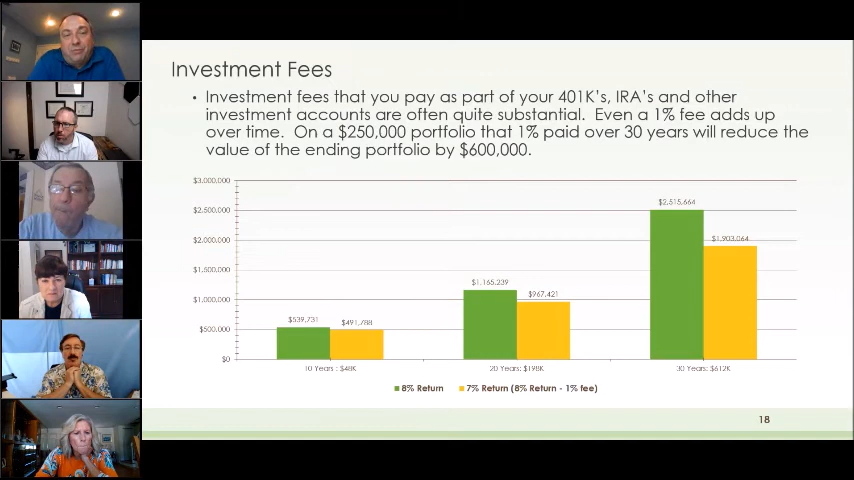 Investment Fees
• Investment fees that you pay as part of your 401K's, IRA's and other
investment accounts are often quite substantial. Even a 1% fee adds up
over time. On a $250,000 portfolio that 1% paid over 30 years will reduce the
value of the ending portfolio by $600,000.
$3,000,000
$2,500,000
$2,000,000
$1,500,000
$1,000,000
$500,000
$0
$539,731
$491,788
$1,165,239
$967,421
$2,515,664
$1,903,064
10 Years : $48K
20 Years: $198K
30 Years: $612K
8% Return
7% Return (8% Return - 1% fee)
18